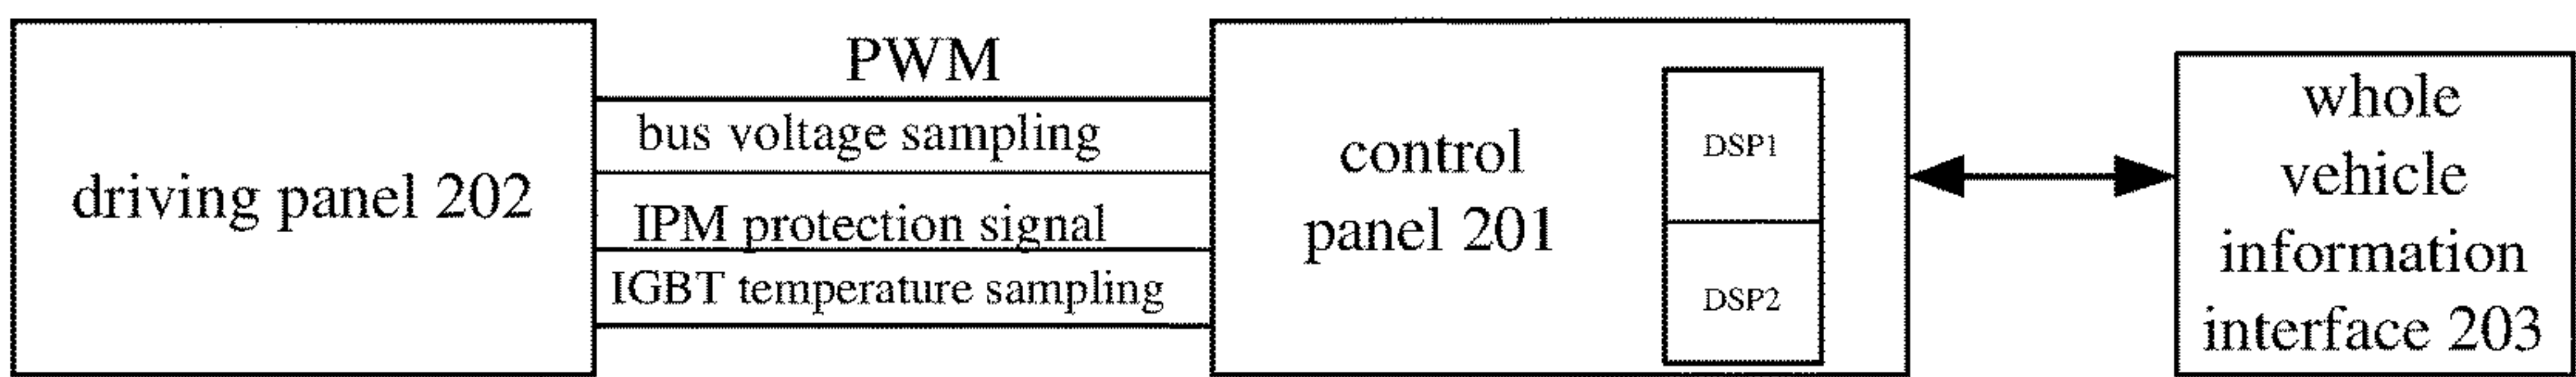 driving panel 202
PWM
bus voltage sampling
IPM protection signal
IGBT temperature sampling
control
panel 201
DSP1
DSP2
whole
vehicle
information
interface 203